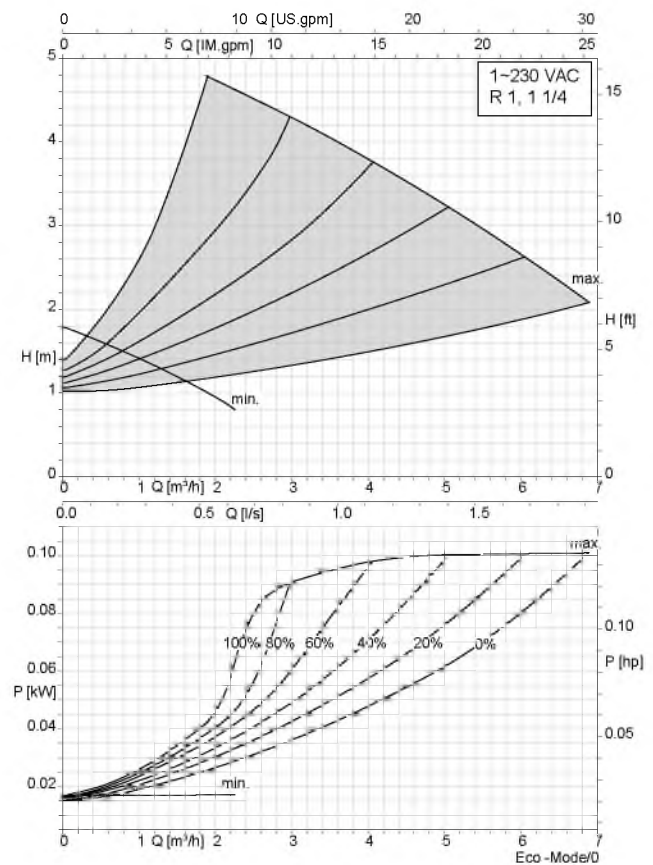 0 10 Q [US.gpm] 20 30
0 5 Q [IM.gpm] 10 15 20 25
1~230 VAC
R 1, 1 1/4
5
4
3
2
H [m]
1
0
15
10
H [ft]
5
0
max.
min.
0 1 Q [m³/h] 2 3 4 5 6 7
0.0 0.5 Q [l/s] 1.0 1.5
max.
0.10
0.08
0.06
P [kW]
0.04
0.02
100% 80% 60% 40% 20% 0%
0.10
P [hp]
0.05
min.
0 1 Q [m³/h] 2 3 4 5 6 7
Eco-Mode/0